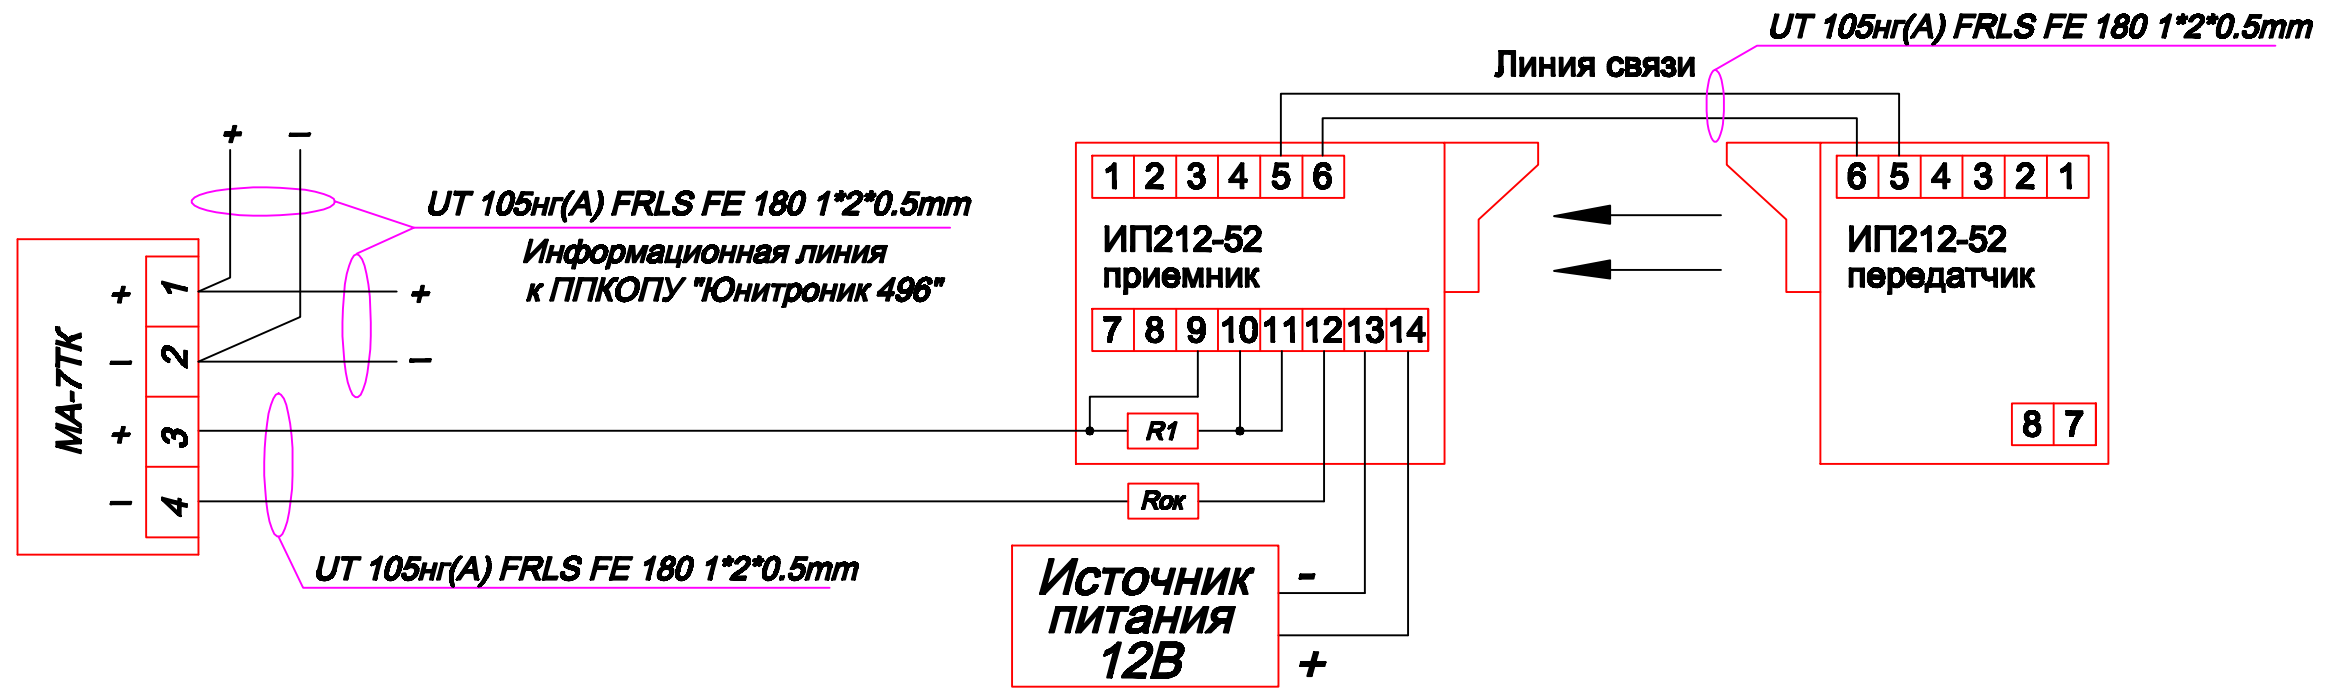 UT 105нг(А) FRLS FE 180 1*2*0.5mm
Линия связи
+ –
UT 105нг(А) FRLS FE 180 1*2*0.5mm
Информационная линия
к ППКОПУ "Юнитроник 496"
МА-7ТК
+ 1 +
– 2 –
+ 3
– 4
UT 105нг(А) FRLS FE 180 1*2*0.5mm
1 2 3 4 5 6
ИП212-52
приемник
7 8 9 10 11 12 13 14
R1
Rок
Источник
питания
12В
-
+
6 5 4 3 2 1
ИП212-52
передатчик
8 7